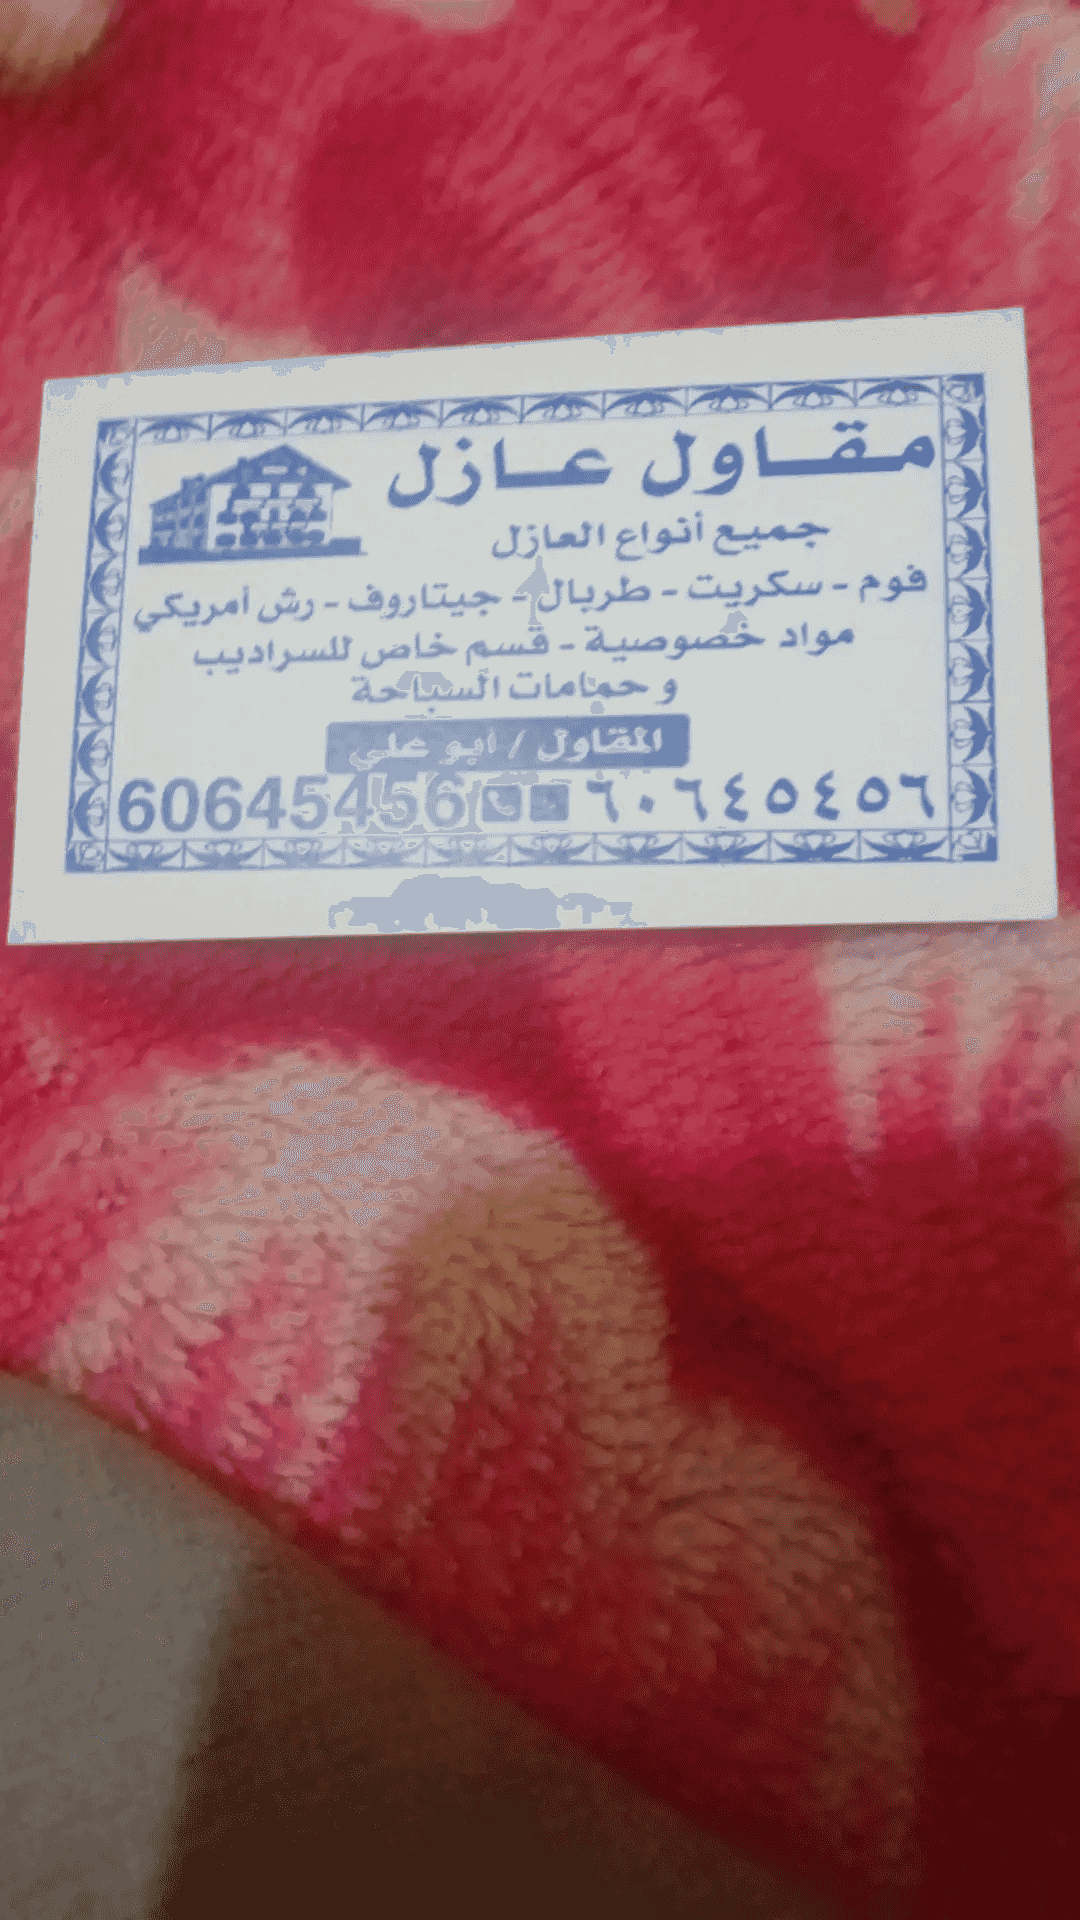 مقاول عازل
جميع أنواع العازل
فوم - سكريت - طربال - جيتاروف - رش أمريكي
مواد خصوصية - قسم خاص للسراديب
و حمامات السباحة
المقاول / ابو علي
60645456 ٦٠٦٤٥٤٥٦